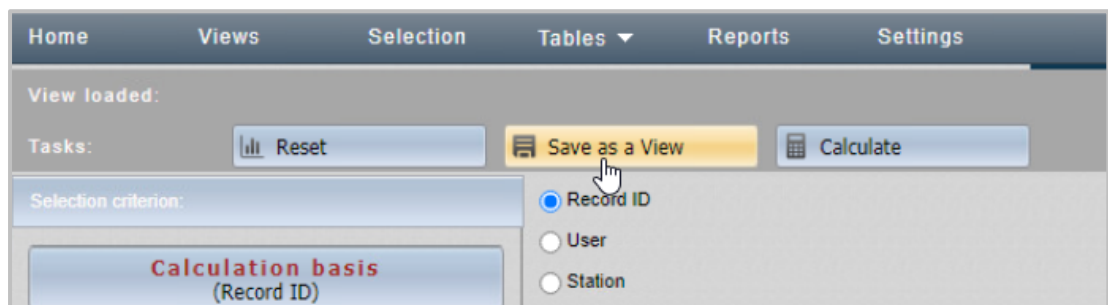 Home Views Selection Tables Reports Settings
View loaded:
Tasks: Reset Save as a View Calculate
Selection criterion: Record ID
User
Calculation basis
(Record ID)
Station